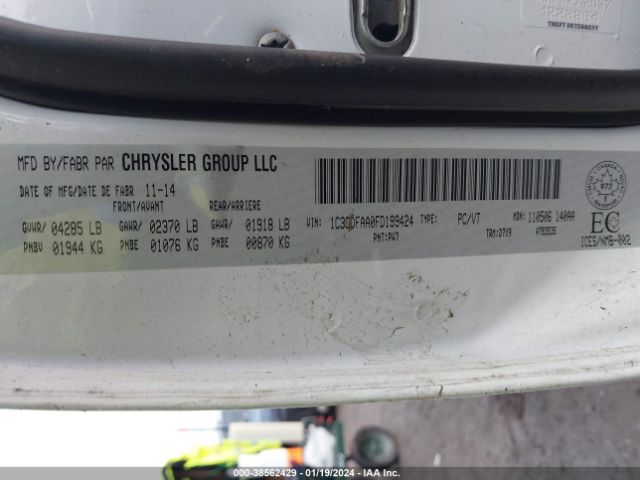 THEFT DETERRENT
MFD BY/FABR PAR CHRYSLER GROUP LLC
DATE OF MFG/DATE DE FABR 11-14
FRONT/AVANT REAR/ARRIERE
GVWR/ 04285 LB GAWR/ 02370 LB GAWR/ 01918 LB
PNBV 01944 KG PNBE 01076 KG PNBE 00870 KG
VIN: 1C3CDFAA0FD199424 TYPE: PC/VT MDH: 110506 140AA
PNT: PW7 TRM: D7X9 4783535
CANADA
972
EC
ICES/NMB-002
000-38562429 - 01/19/2024 - IAA Inc.